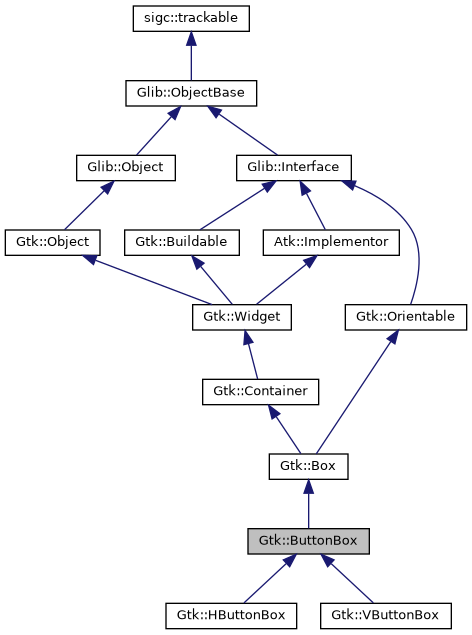 sigc::trackable
Glib::ObjectBase
Glib::Object
Glib::Interface
Gtk::Object
Gtk::Buildable
Atk::Implementor
Gtk::Widget
Gtk::Orientable
Gtk::Container
Gtk::Box
Gtk::ButtonBox
Gtk::HButtonBox
Gtk::VButtonBox